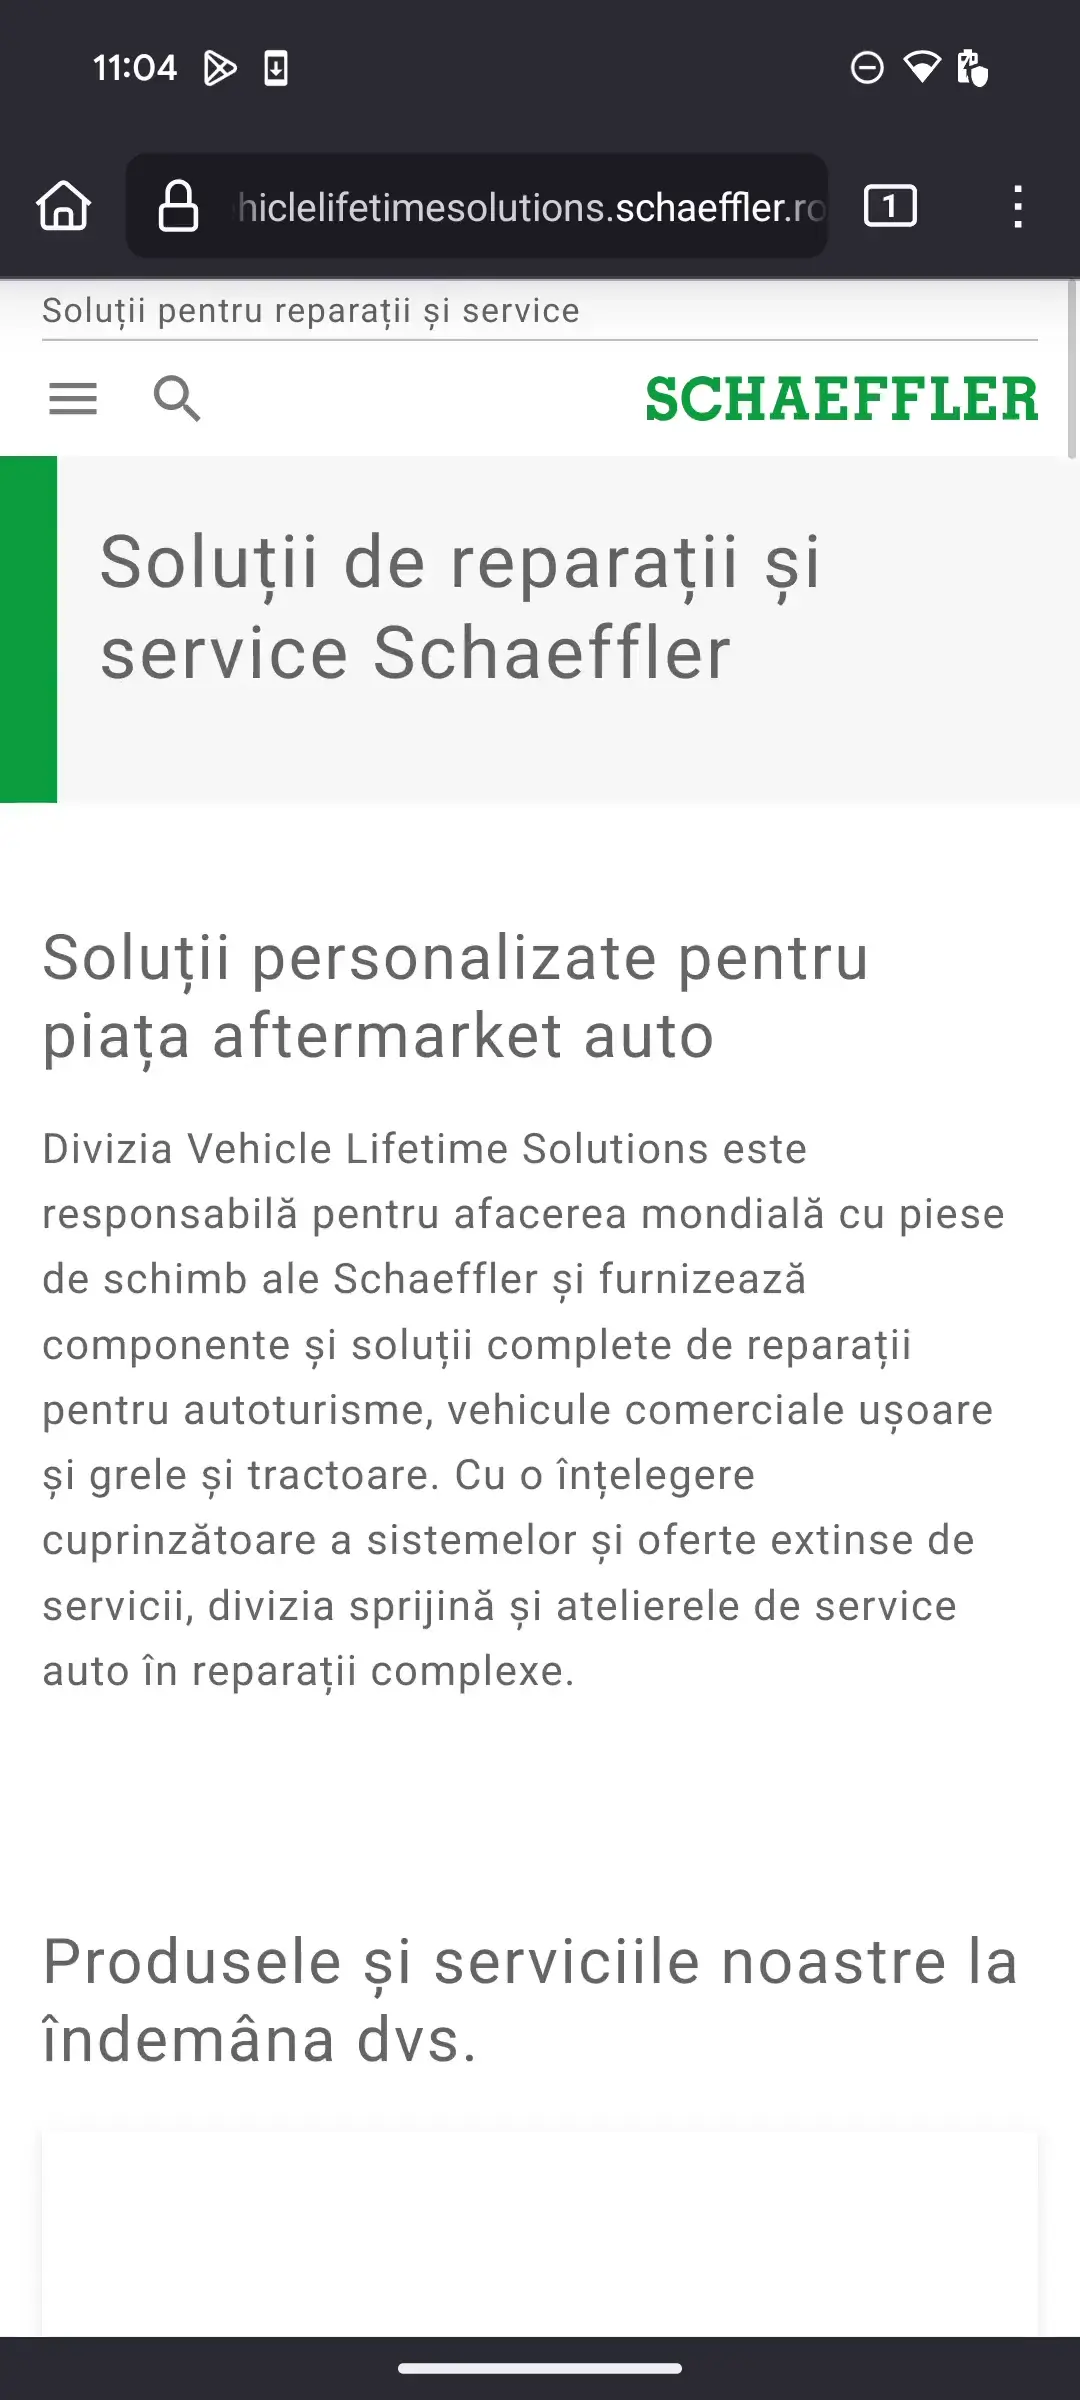 11:04
hiclelifetimesolutions.schaeffler.ro
1
Soluții pentru reparații și service
SCHAEFFLER
Soluții de reparații și
service Schaeffler
Soluții personalizate pentru
piața aftermarket auto
Divizia Vehicle Lifetime Solutions este
responsabilă pentru afacerea mondială cu piese
de schimb ale Schaeffler și furnizează
componente și soluții complete de reparații
pentru autoturisme, vehicule comerciale ușoare
și grele și tractoare. Cu o înțelegere
cuprinzătoare a sistemelor și oferte extinse de
servicii, divizia sprijină și atelierele de service
auto în reparații complexe.
Produsele și serviciile noastre la
îndemâna dvs.